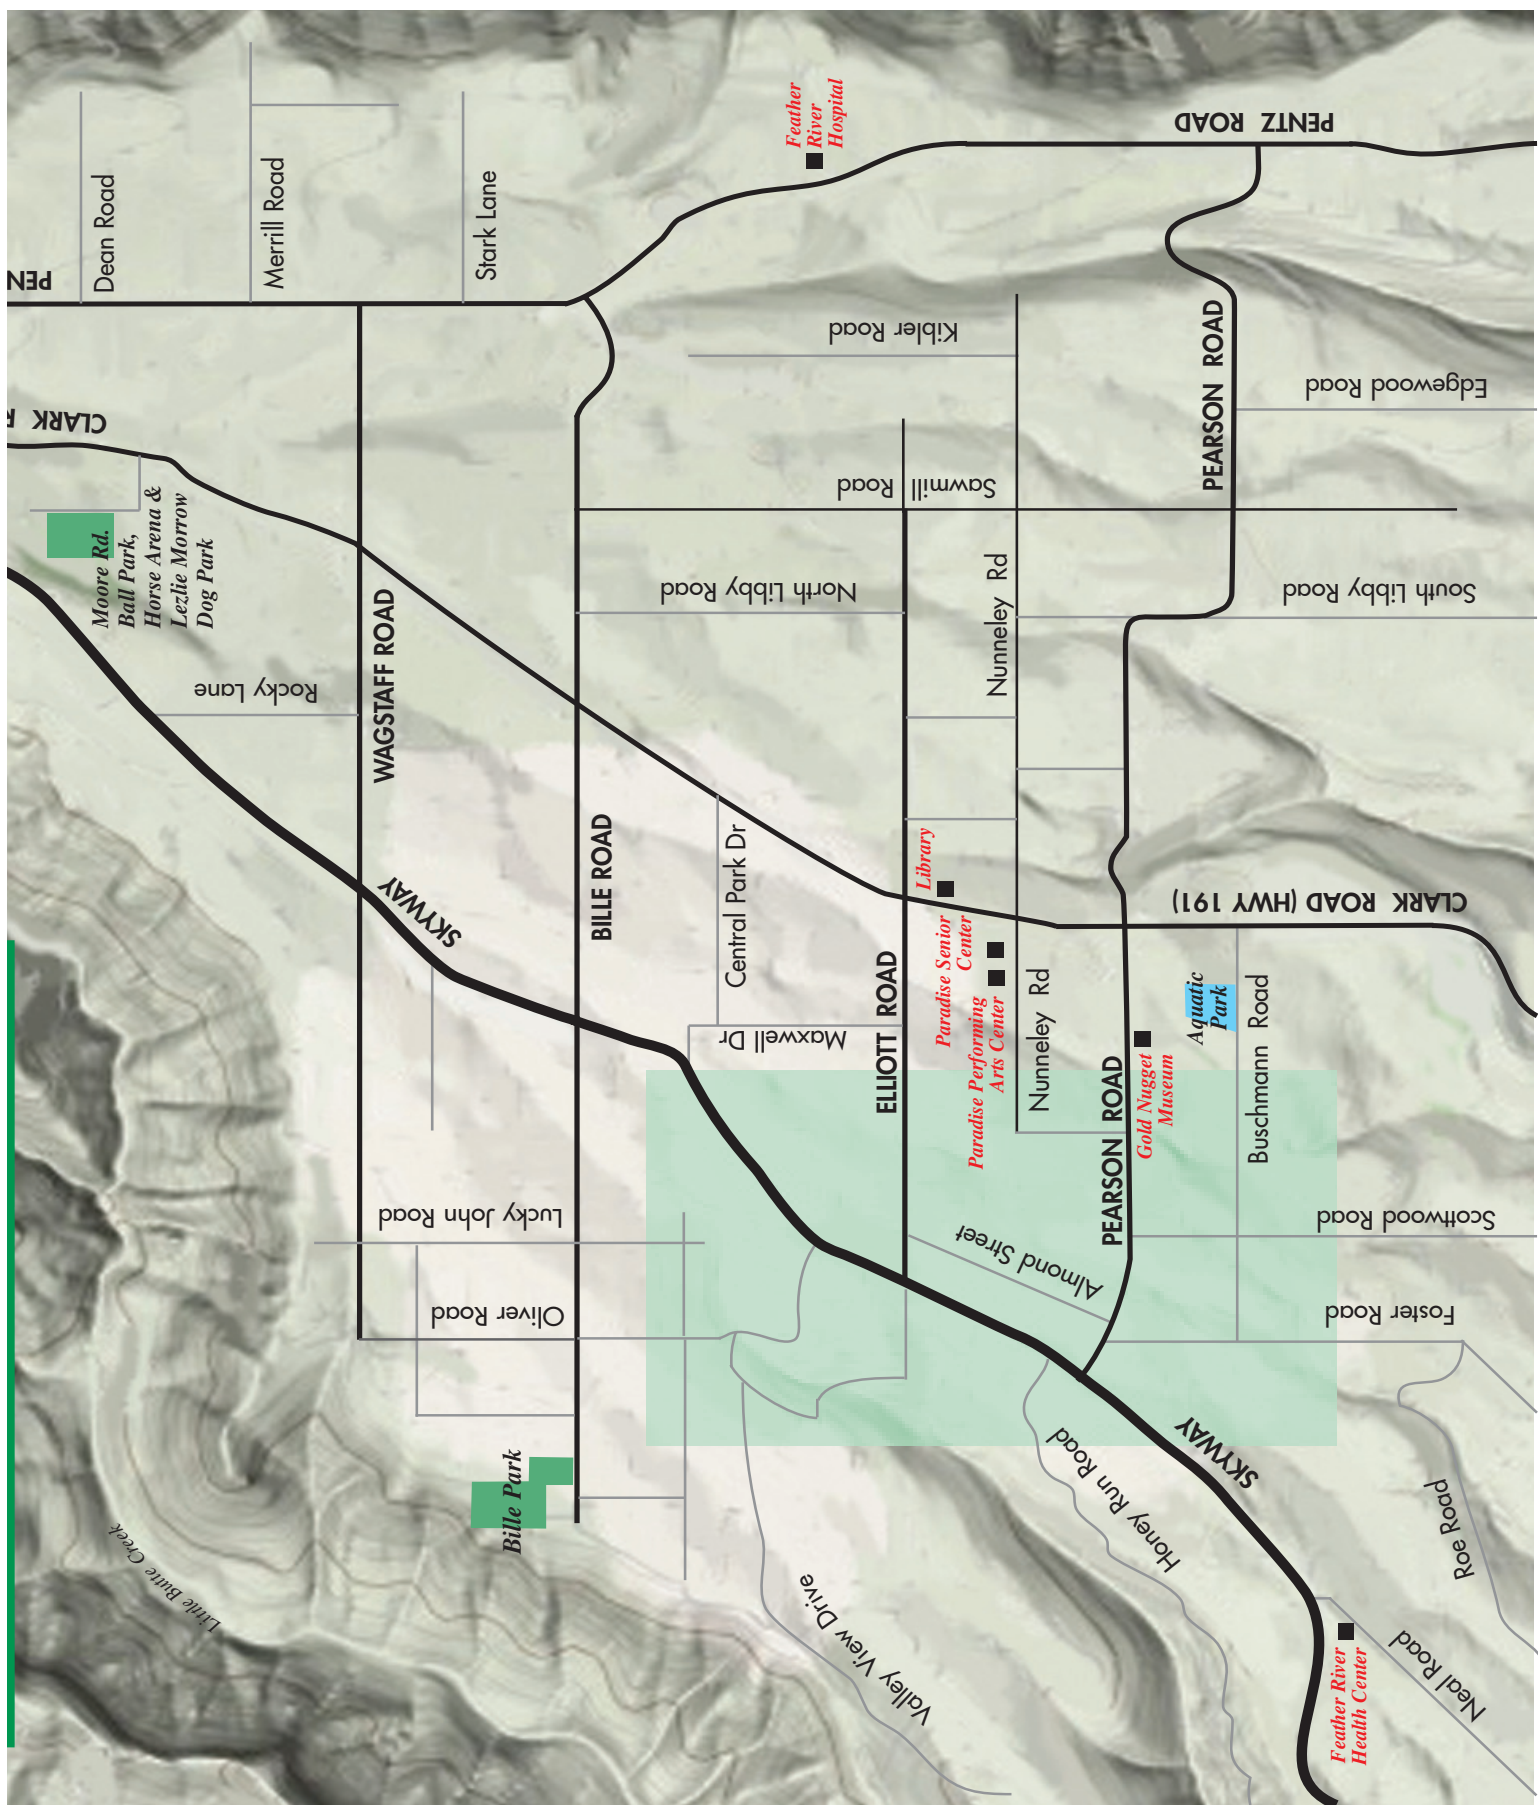 PENTZ ROAD
Feather
River
Hospital
Dean Road
Merrill Road
Stark Lane
PEN
Kibler Road
PEARSON ROAD
Edgewood Road
CLARK R
Sawmill Road
Moore Rd.
Ball Park,
Horse Arena &
Lezlie Morrow
Dog Park
North Libby Road
Nunneley Rd
South Libby Road
Rocky Lane
WAGSTAFF ROAD
SKYWAY
BILLE ROAD
Central Park Dr
Library
CLARK ROAD (HWY 191)
Paradise Senior
Center
Paradise Performing
Arts Center
ELLIOTT ROAD
Maxwell Dr
Nunneley Rd
Aquatic
Park
Buschmann Road
Gold Nugget
Museum
PEARSON ROAD
Lucky John Road
Almond Street
Scottwood Road
Oliver Road
Foster Road
Bille Park
Little Butte Creek
SKYWAY
Honey Run Road
Roe Road
Valley View Drive
Neal Road
Feather River
Health Center